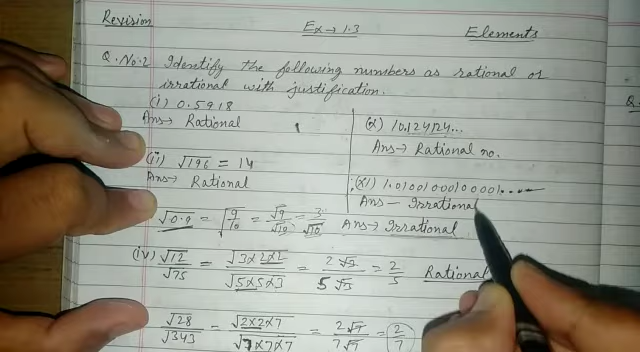 Revision
Ex→1.3
Elements
Q.No:2 Identify the following numbers as rational or
irrational with justification.
(i) 0.5918
Ans→ Rational
(ii) √196 = 14
Ans→ Rational
√0.9 = √(9/10) = √9/√10 = 3/√10 Ans→ Irrational
(iv) √12/√75 = √(3×2×2)/√(5×5×3) = 2√3/5√3 = 2/5 Rational
√28/√343 = √(2×2×7)/√(7×7×7) = 2√7/7√7 = 2/7
(x) 10.124124...
Ans→ Rational no.
(xi) 1.01001000100001....
Ans – Irrational
Q.